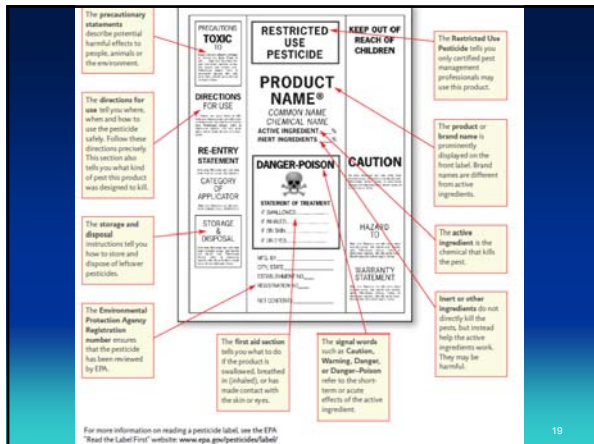 The precautionary
statements
describe potential
harmful effects to
people, animals or
the environment.
The directions for
use tell you where,
when and how to
use the pesticide
safely. Follow these
directions precisely.
This section also
tells you what kind
of pest this product
was designed to kill.
The storage and
disposal
instructions tell you
how to store and
dispose of leftover
pesticides.
The Environmental
Protection Agency
Registration
number ensures
that the pesticide
has been reviewed
by EPA.
PRECAUTIONS
TOXIC
TO
DIRECTIONS
FOR USE
RE-ENTRY
STATEMENT
CATEGORY
OF
APPLICATOR
STORAGE
&
DISPOSAL
RESTRICTED
USE
PESTICIDE
PRODUCT
NAME®
COMMON NAME
CHEMICAL NAME
ACTIVE INGREDIENT %
INERT INGREDIENTS %
DANGER-POISON
STATEMENT OF TREATMENT
IF SWALLOWED
IF INHALED
IF ON SKIN
IF ON EYES
MFG. BY
CITY, STATE
ESTABLISHMENT NO.
REGISTRATION NO.
NET CONTENTS
KEEP OUT OF
REACH OF
CHILDREN
CAUTION
HAZARD
TO
WARRANTY
STATEMENT
The Restricted Use
Pesticide tells you
only certified pest
management
professionals may
use this product.
The product or
brand name is
prominently
displayed on the
front label. Brand
names are different
from active
ingredients.
The active
ingredient is the
chemical that kills
the pest.
Inert or other
ingredients do not
directly kill the
pests, but instead
help the active
ingredients work.
They may be
harmful.
The first aid section
tells you what to do
if the product is
swallowed, breathed
in (inhaled), or has
made contact with
the skin or eyes.
The signal words
such as Caution,
Warning, Danger,
or Danger–Poison
refer to the short-
term or acute
effects of the active
ingredient.
For more information on reading a pesticide label, see the EPA
"Read the Label First" website: www.epa.gov/pesticides/label/
19